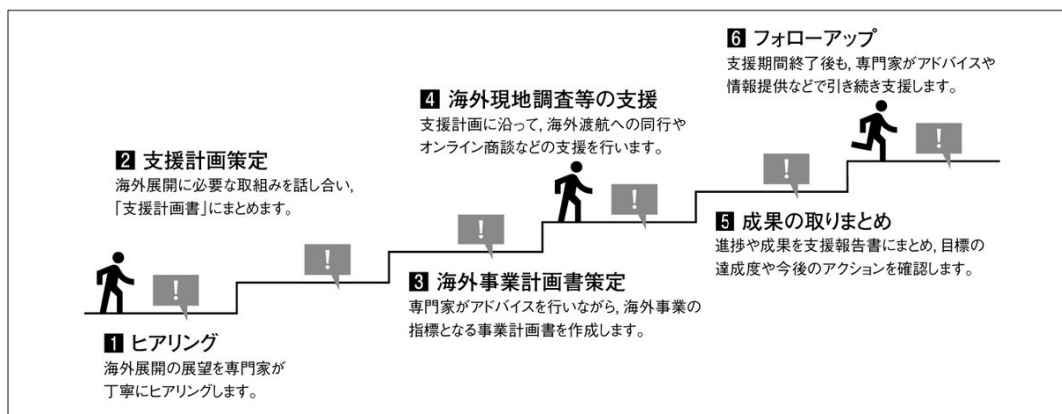 1 ヒアリング
海外展開の展望を専門家が
丁寧にヒアリングします。
2 支援計画策定
海外展開に必要な取組みを話し合い,
「支援計画書」にまとめます。
3 海外事業計画書策定
専門家がアドバイスを行いながら, 海外事業の
指標となる事業計画書を作成します。
4 海外現地調査等の支援
支援計画に沿って, 海外渡航への同行や
オンライン商談などの支援を行います。
5 成果の取りまとめ
進捗や成果を支援報告書にまとめ, 目標の
達成度や今後のアクションを確認します。
6 フォローアップ
支援期間終了後も, 専門家がアドバイスや
情報提供などで引き続き支援します。
!
!
!
!
!
!